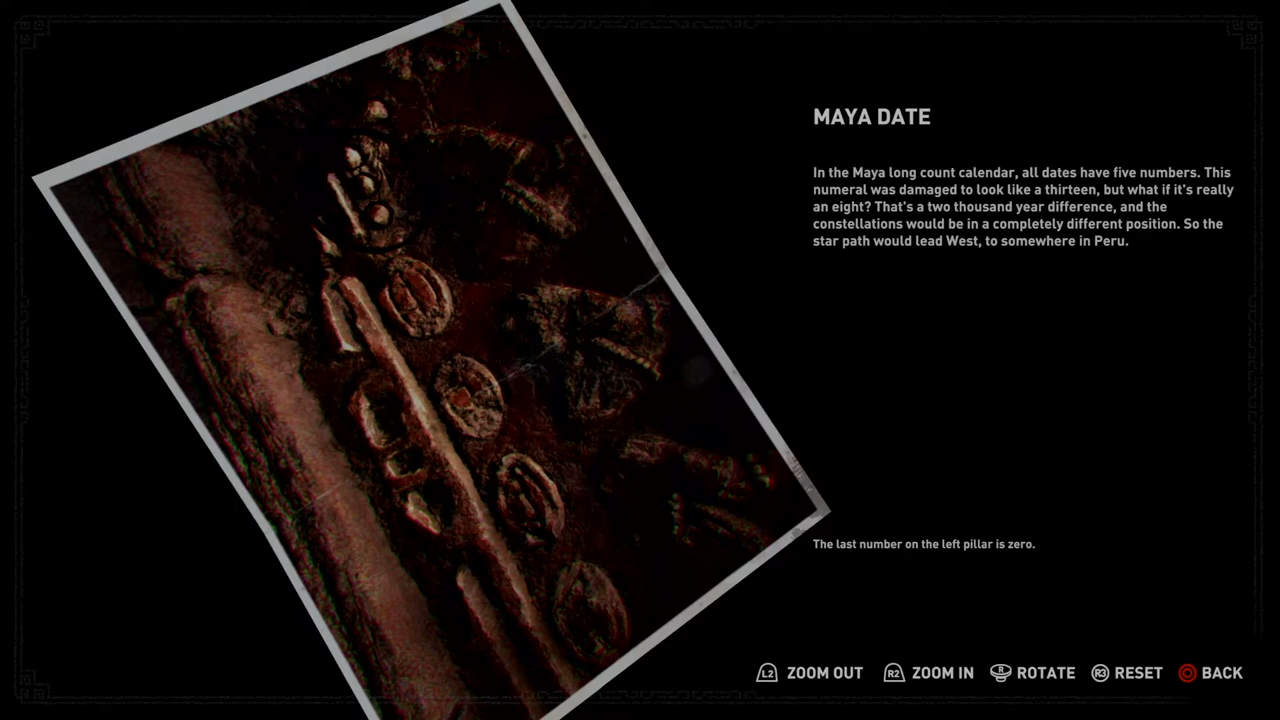 MAYA DATE
In the Maya long count calendar, all dates have five numbers. This
numeral was damaged to look like a thirteen, but what if it's really
an eight? That's a two thousand year difference, and the
constellations would be in a completely different position. So the
star path would lead West, to somewhere in Peru.
The last number on the left pillar is zero.
L2 ZOOM OUT R2 ZOOM IN R ROTATE R3 RESET BACK